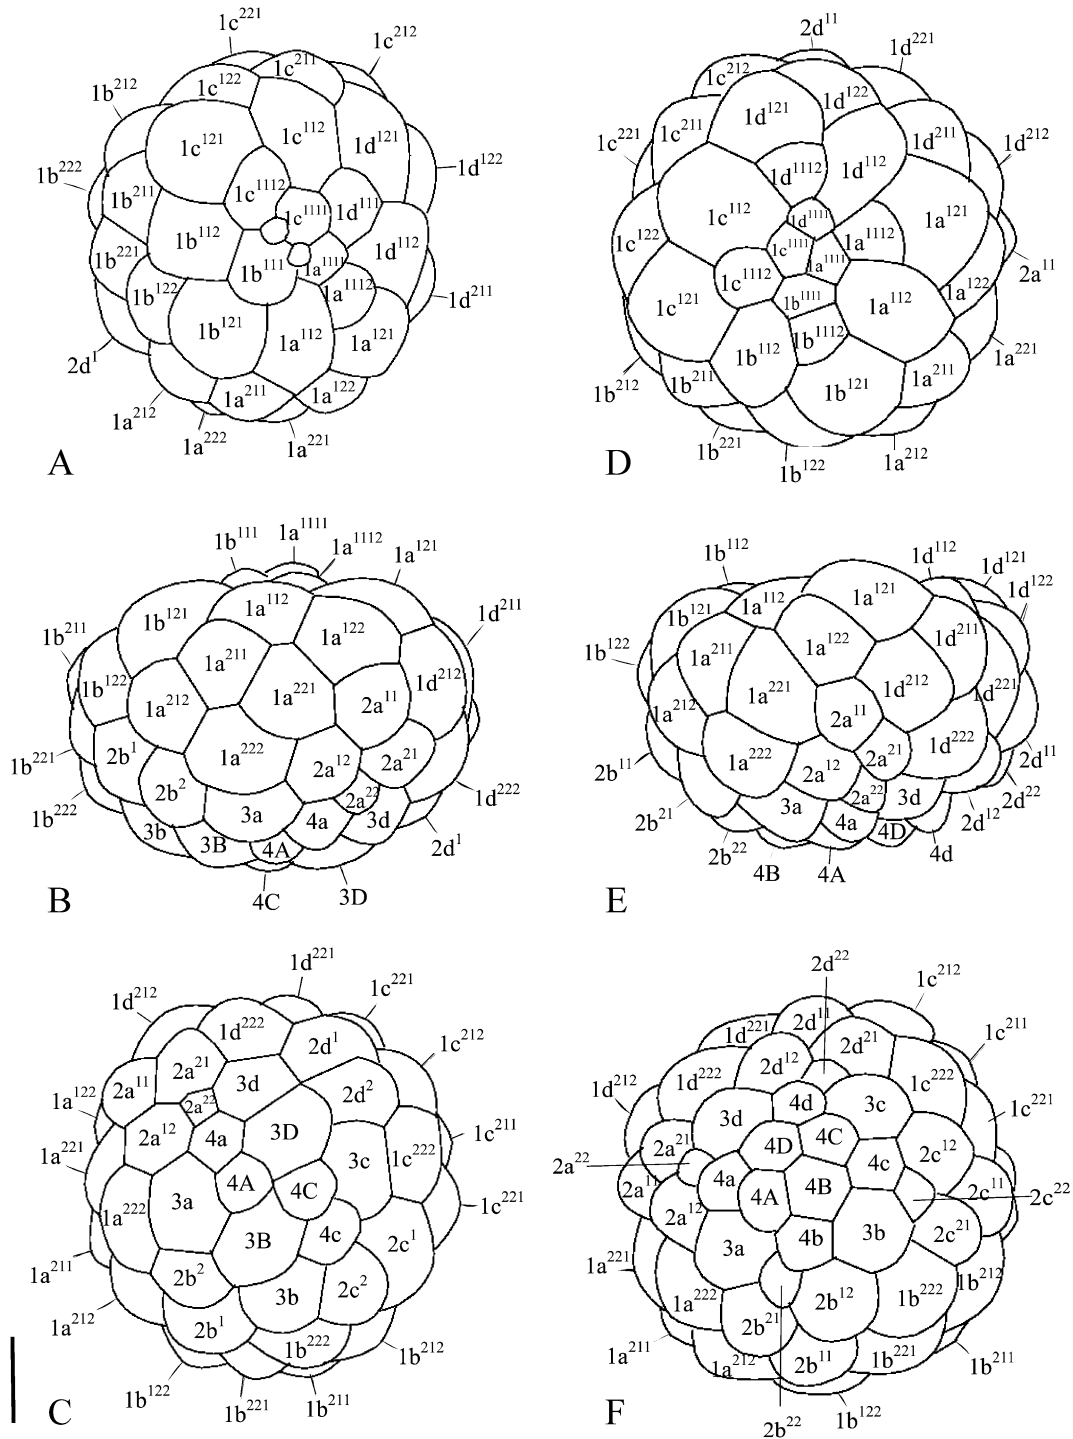 1c²²¹
1c²¹²
1c²¹¹
1c¹²²
1b²¹²
1c¹¹²
1d¹²¹
1c¹²¹
1d¹²²
1b²²²
1c¹¹¹²
1b²¹¹
1c¹¹¹¹
1d¹¹¹
1b¹¹²
1d¹¹²
1b²²¹
1b¹¹¹
1a¹¹¹¹
1b¹²²
1a¹¹¹²
1d²¹¹
1b¹²¹
1a¹¹²
1a¹²¹
2d¹
1a²¹¹
1a¹²²
1a²¹²
1a²²²
1a²²¹
A
2d¹¹
1d²²¹
1c²¹²
1d¹²²
1d¹²¹
1c²²¹
1c²¹¹
1d²¹¹
1d²¹²
1d¹¹¹²
1d¹¹²
1c¹¹²
1d¹¹¹¹
1a¹²¹
1c¹²²
1c¹¹¹¹
1a¹¹¹²
1a¹¹¹¹
2a¹¹
1c¹¹¹²
1a¹²²
1c¹²¹
1b¹¹¹¹
1a¹¹²
1b¹¹¹²
1a²²¹
1b¹¹²
1b²¹²
1b²¹¹
1b¹²¹
1a²¹¹
1b²²¹
1b¹²²
1a²¹²
D
1b¹¹¹
1a¹¹¹¹
1a¹¹¹²
1a¹²¹
1a¹¹²
1d²¹¹
1b¹²¹
1b²¹¹
1a¹²²
1a²¹¹
1b¹²²
1a²¹²
1a²²¹
2a¹¹
1d²¹²
1b²²¹
2b¹
1a²²²
2a¹²
2a²¹
1b²²²
2b²
2a²²
1d²²²
3b
3B
3a
4A
4a
3d
2d¹
4C
3D
B
1b¹¹²
1d¹¹²
1d¹²¹
1d¹²²
1b¹²¹
1a¹¹²
1a¹²¹
1b¹²²
1a²¹¹
1a¹²²
1d²¹¹
1a²²¹
1d²¹²
1d²²¹
1a²¹²
2a¹¹
2b¹¹
1a²²²
2a¹²
2a²¹
1d²²²
2d¹¹
2b²¹
3a
2a²²
3d
2d²²
2d¹²
2b²²
4a
4D
4d
4B
4A
E
1d²²¹
1c²²¹
1d²¹²
1d²²²
2d¹
1c²¹²
2a²¹
3d
2a¹¹
2d²
1a¹²²
2a²²
2a¹²
4a
3D
1c²¹¹
1a²²¹
3c
1c²²²
4A
4C
1c²²¹
3a
1a²²²
3B
4c
2c¹
1a²¹¹
2b²
2c²
1a²¹²
3b
2b¹
1b²²²
1b²¹²
1b¹²²
1b²²¹
1b²¹¹
C
2d²²
1c²¹²
2d¹¹
1d²²¹
2d²¹
1c²¹¹
2d¹²
1d²²²
1c²²²
1d²¹²
4d
3c
1c²²¹
3d
4C
4D
2a²¹
2c¹²
2a²²
4c
4a
2a¹¹
4A
4B
2c¹¹
2c²²
2a¹²
3b
2c²¹
3a
4b
1a²²¹
1b²¹²
1b²²²
1a²²²
2b¹²
2b²¹
1a²¹¹
1a²¹²
2b¹¹
1b²²¹
1b²¹¹
2b²²
1b¹²²
F